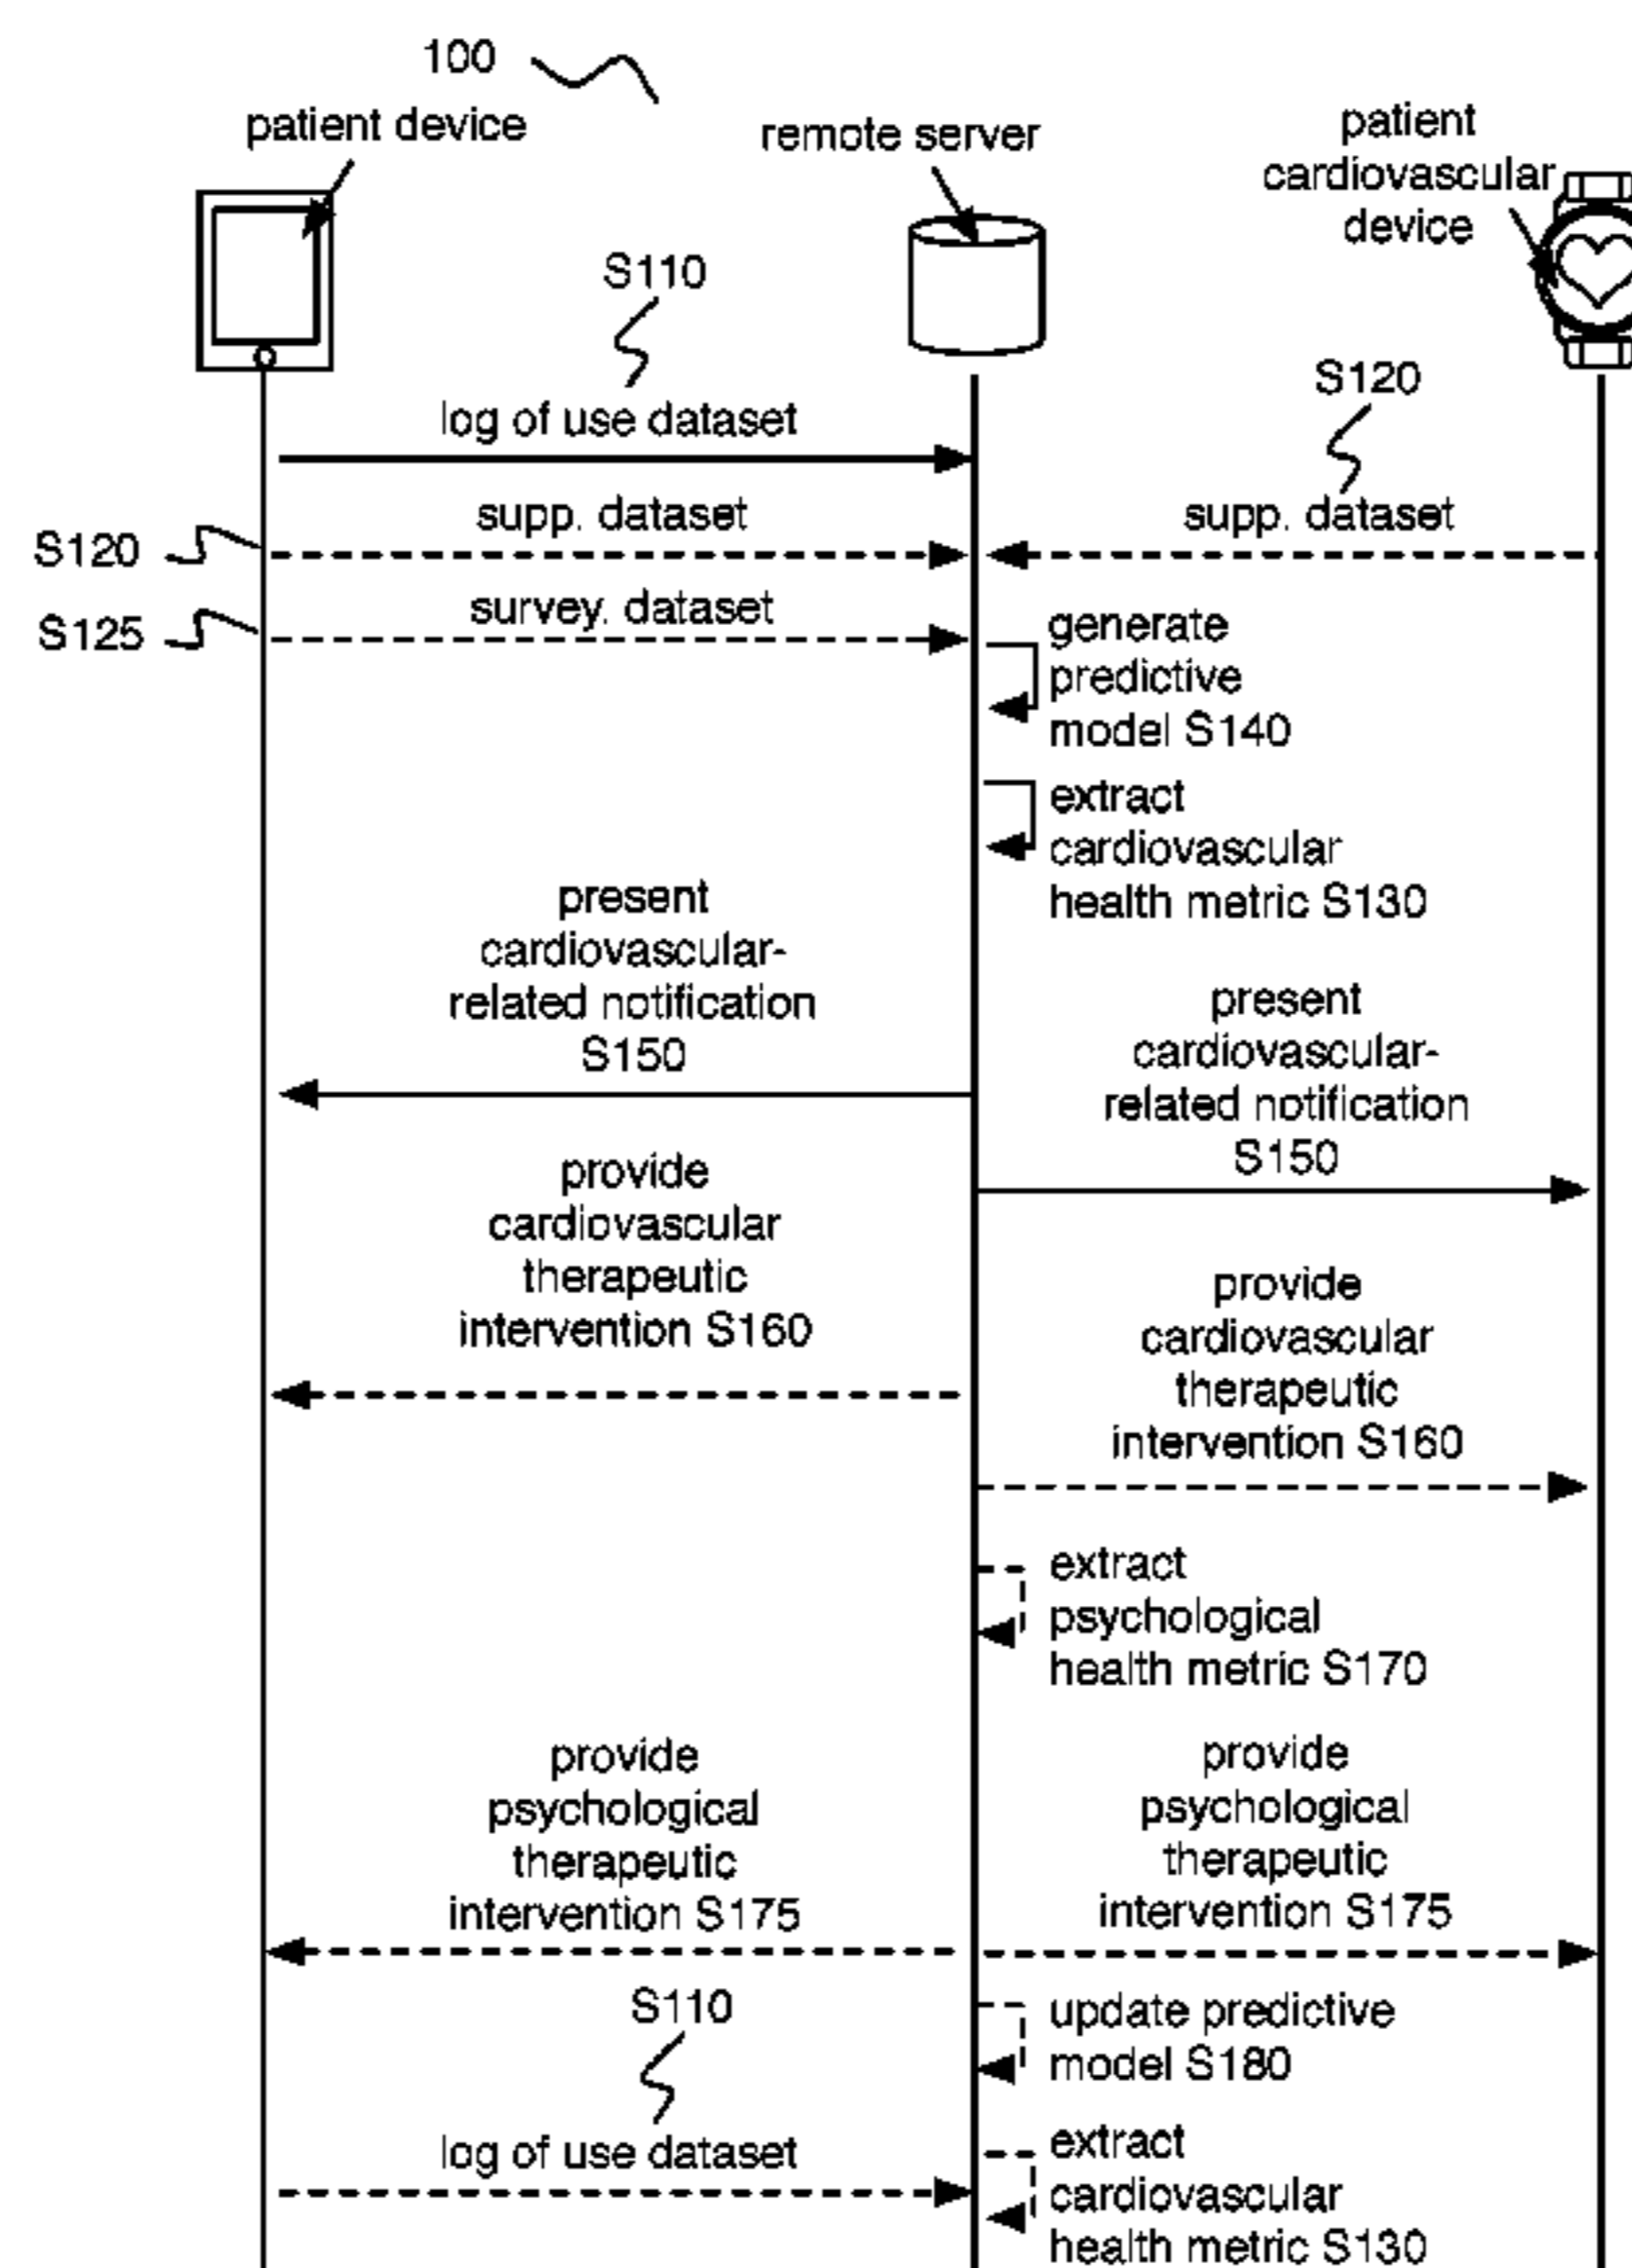 100
patient device
remote server
patient
cardiovascular
device
S110
S120
log of use dataset
supp. dataset
supp. dataset
S120
survey. dataset
S125
generate
predictive
model S140
extract
cardiovascular
health metric S130
present
cardiovascular-
related notification
S150
present
cardiovascular-
related notification
S150
provide
cardiovascular
therapeutic
intervention S160
provide
cardiovascular
therapeutic
intervention S160
extract
psychological
health metric S170
provide
psychological
therapeutic
intervention S175
provide
psychological
therapeutic
intervention S175
S110
update predictive
model S180
log of use dataset
extract
cardiovascular
health metric S130